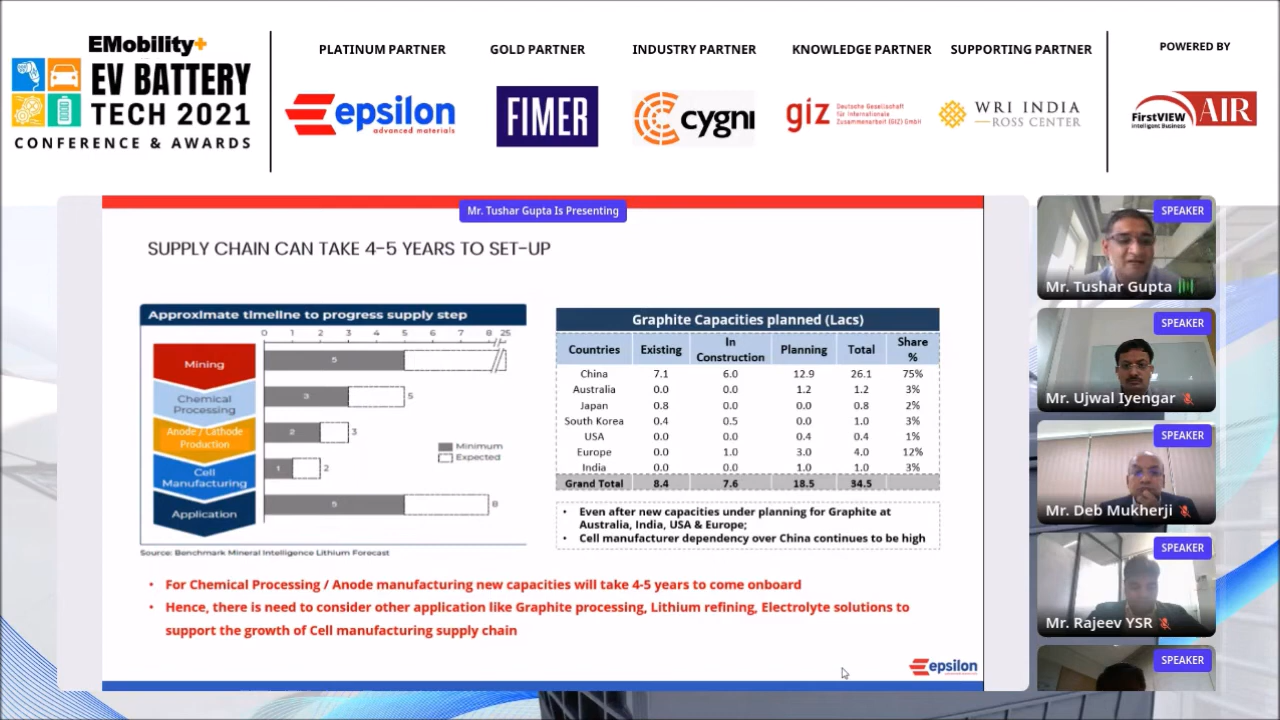 EMobility+
EV BATTERY
TECH 2021
CONFERENCE & AWARDS
PLATINUM PARTNER
epsilon
advanced materials
GOLD PARTNER
FIMER
INDUSTRY PARTNER
cygni
KNOWLEDGE PARTNER
giz
Deutsche Gesellschaft
für Internationale
Zusammenarbeit (GIZ) GmbH
SUPPORTING PARTNER
WRI INDIA
ROSS CENTER
POWERED BY
FirstVIEW
Intelligent Business
AIR
Mr. Tushar Gupta Is Presenting
SUPPLY CHAIN CAN TAKE 4-5 YEARS TO SET-UP
Approximate timeline to progress supply step
0 1 2 3 4 5 6 7 8 25
Mining 5
Chemical
Processing 3 5
Anode / Cathode
Production 2 3
Cell
Manufacturing 1 2
Application 5 8
Minimum
Expected
Source: Benchmark Mineral Intelligence Lithium Forecast
Graphite Capacities planned (Lacs)
Countries Existing In Construction Planning Total Share %
China 7.1 6.0 12.9 26.1 75%
Australia 0.0 0.0 1.2 1.2 3%
Japan 0.8 0.0 0.0 0.8 2%
South Korea 0.4 0.5 0.0 1.0 3%
USA 0.0 0.0 0.4 0.4 1%
Europe 0.0 1.0 3.0 4.0 12%
India 0.0 0.0 1.0 1.0 3%
Grand Total 8.4 7.6 18.5 34.5
• Even after new capacities under planning for Graphite at
Australia, India, USA & Europe;
• Cell manufacturer dependency over China continues to be high
• For Chemical Processing / Anode manufacturing new capacities will take 4-5 years to come onboard
• Hence, there is need to consider other application like Graphite processing, Lithium refining, Electrolyte solutions to
support the growth of Cell manufacturing supply chain
epsilon
SPEAKER
Mr. Tushar Gupta
SPEAKER
Mr. Ujwal Iyengar
SPEAKER
Mr. Deb Mukherji
SPEAKER
Mr. Rajeev YSR
SPEAKER